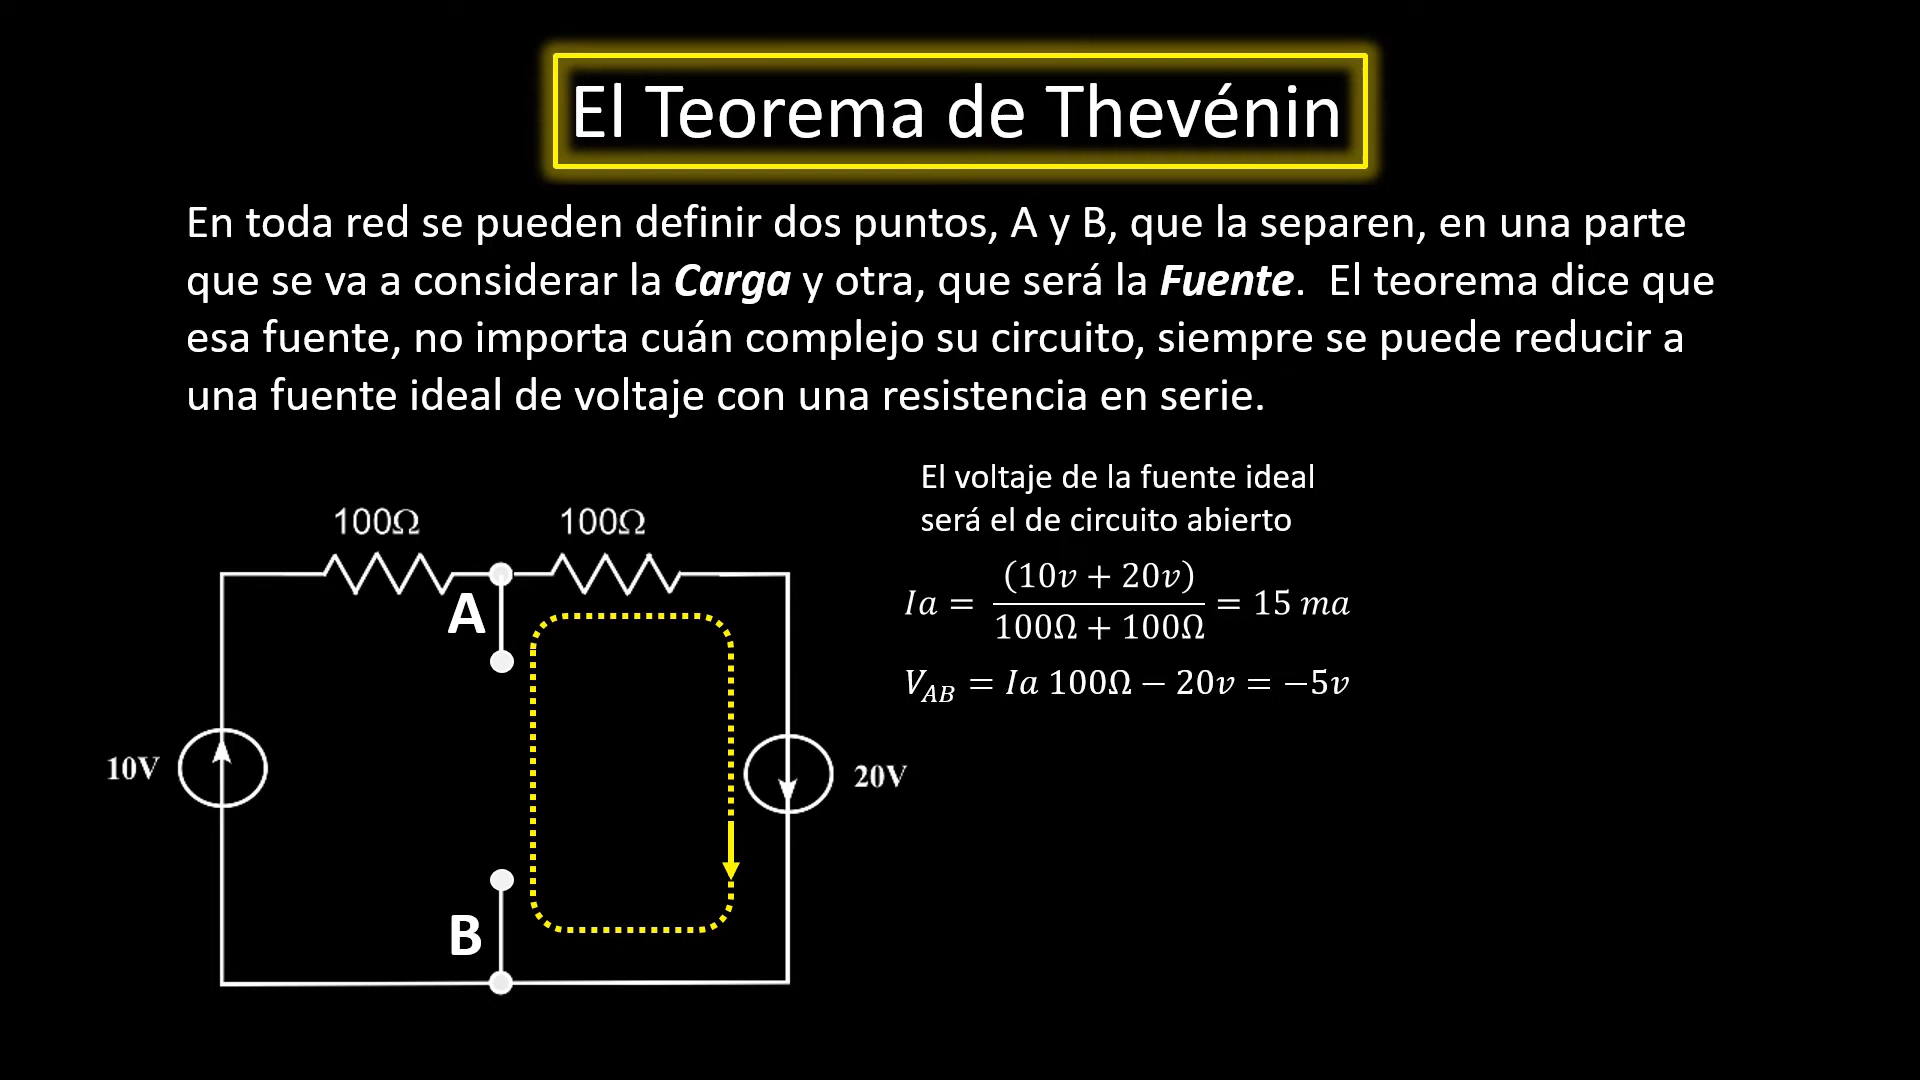 El Teorema de Thevénin
En toda red se pueden definir dos puntos, A y B, que la separen, en una parte
que se va a considerar la Carga y otra, que será la Fuente. El teorema dice que
esa fuente, no importa cuán complejo su circuito, siempre se puede reducir a
una fuente ideal de voltaje con una resistencia en serie.
El voltaje de la fuente ideal
será el de circuito abierto
100Ω 100Ω
Ia = (10v + 20v) / (100Ω + 100Ω) = 15 ma
A
V_AB = Ia 100Ω − 20v = −5v
10V
20V
B